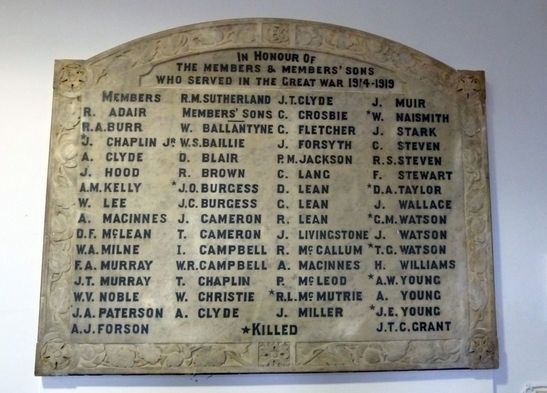 IN HONOUR OF
THE MEMBERS & MEMBERS' SONS
WHO SERVED IN THE GREAT WAR 1914-1919
MEMBERS
R. ADAIR
R.A. BURR
*J. CHAPLIN JR
A. CLYDE
J. HOOD
A.M. KELLY
W. LEE
A. MACINNES
D.F. McLEAN
W.A. MILNE
F.A. MURRAY
J.T. MURRAY
W.V. NOBLE
J.A. PATERSON
A.J. FORSON
R.M. SUTHERLAND
MEMBERS' SONS
W. BALLANTYNE
W.S. BAILLIE
D. BLAIR
R. BROWN
*J.O. BURGESS
J.C. BURGESS
J. CAMERON
T. CAMERON
I. CAMPBELL
W.R. CAMPBELL
T. CHAPLIN
W. CHRISTIE
A. CLYDE
J.T. CLYDE
C. CROSBIE
C. FLETCHER
J. FORSYTH
P.M. JACKSON
C. LANG
D. LEAN
G. LEAN
R. LEAN
J. LIVINGSTONE
R. McCALLUM
A. MACINNES
P. McLEOD
*R.L. McMUTRIE
J. MILLER
J. MUIR
*W. NAISMITH
J. STARK
C. STEVEN
R.S. STEVEN
F. STEWART
*D.A. TAYLOR
J. WALLACE
*G.M. WATSON
J. WATSON
*T.G. WATSON
H. WILLIAMS
*A.W. YOUNG
A. YOUNG
*J.E. YOUNG
J.T.C. GRANT
*KILLED